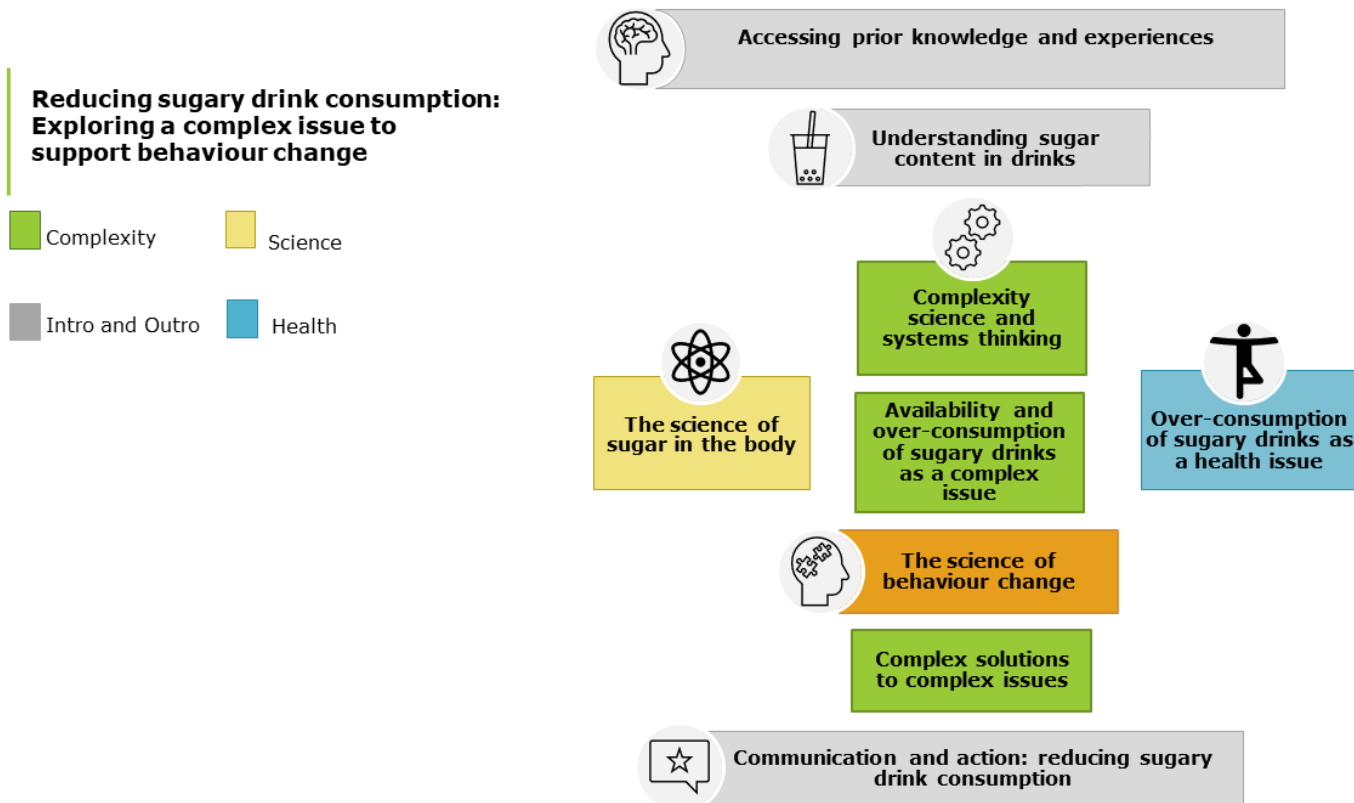 Reducing sugary drink consumption:
Exploring a complex issue to
support behaviour change
Complexity
Science
Intro and Outro
Health
Accessing prior knowledge and experiences
Understanding sugar
content in drinks
Complexity
science and
systems thinking
The science of
sugar in the body
Availability and
over-consumption
of sugary drinks
as a complex
issue
Over-consumption
of sugary drinks as
a health issue
The science of
behaviour change
Complex solutions
to complex issues
Communication and action: reducing sugary
drink consumption